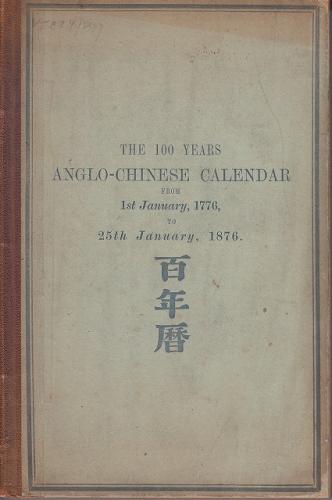 THE 100 YEARS
ANGLO-CHINESE CALENDAR
FROM
1st January, 1776,
TO
25th January, 1876.
百
年
曆